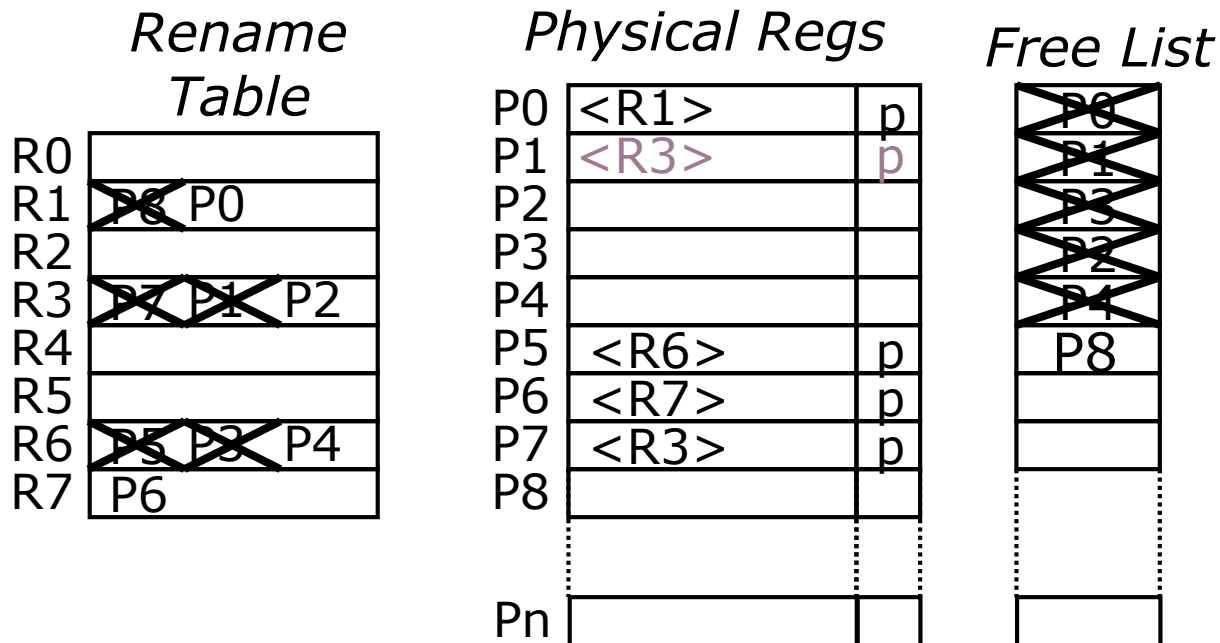 Rename
Table
R0
R1 P8 P0
R2
R3 P7 P1 P2
R4
R5
R6 P5 P3 P4
R7 P6
Physical Regs
P0 <R1> p
P1 <R3> p
P2
P3
P4
P5 <R6> p
P6 <R7> p
P7 <R3> p
P8
Pn
Free List
P0
P1
P3
P2
P4
P8